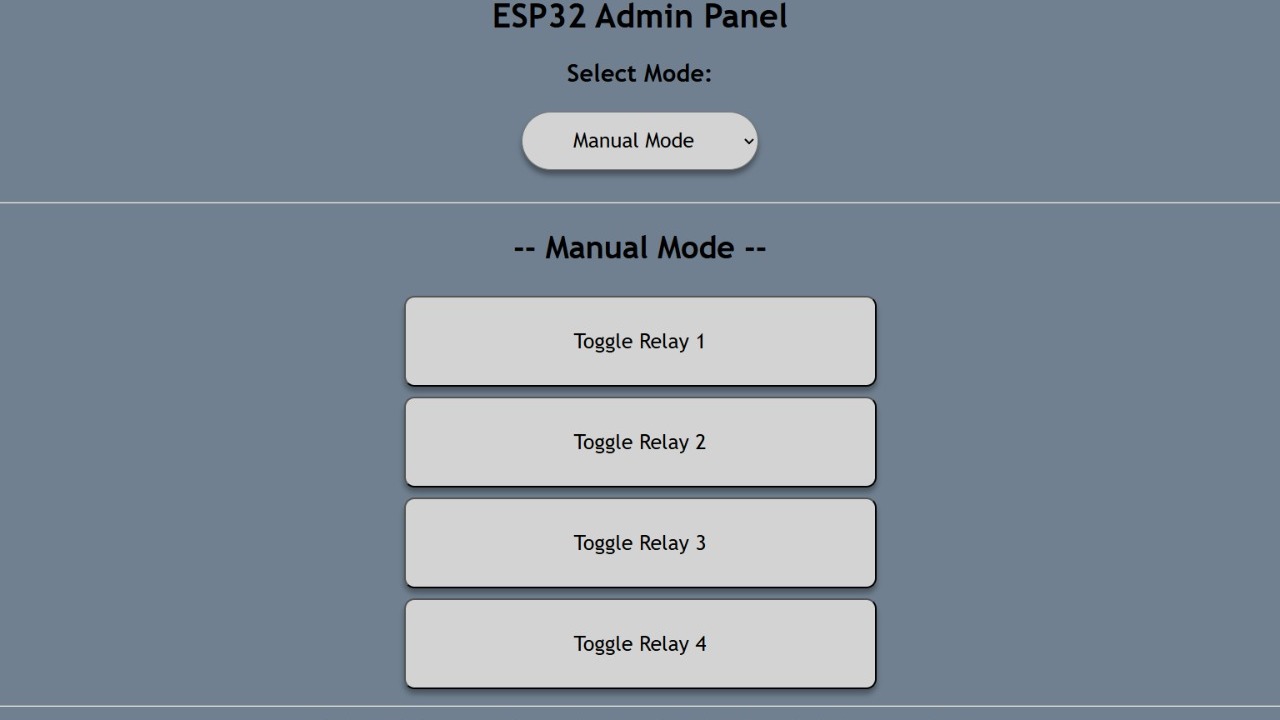 ESP32 Admin Panel
Select Mode:
Manual Mode
-- Manual Mode --
Toggle Relay 1
Toggle Relay 2
Toggle Relay 3
Toggle Relay 4